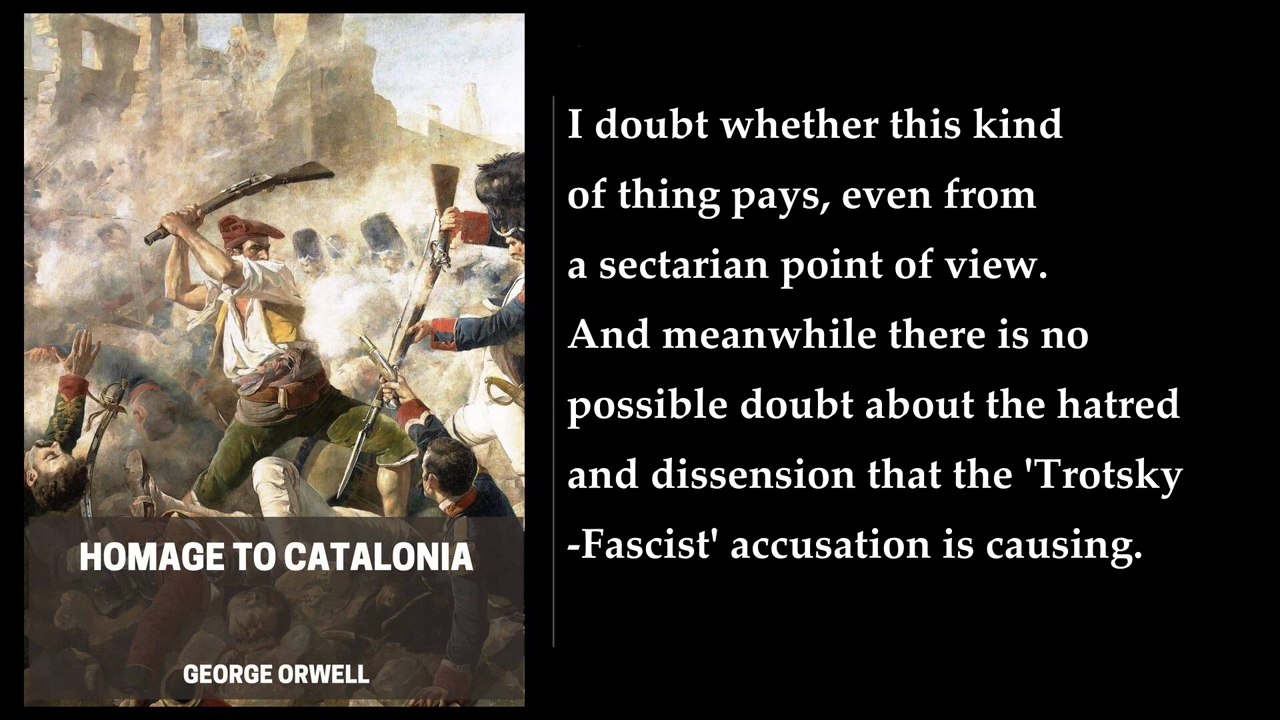 HOMAGE TO CATALONIA
GEORGE ORWELL
I doubt whether this kind
of thing pays, even from
a sectarian point of view.
And meanwhile there is no
possible doubt about the hatred
and dissension that the 'Trotsky
-Fascist' accusation is causing.